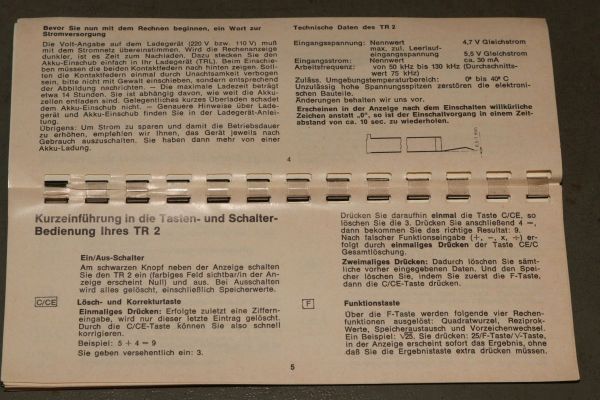 Bevor Sie nun mit dem Rechnen beginnen, ein Wort zur
Stromversorgung
Die Volt-Angabe auf dem Ladegerät (220 V bzw. 110 V) muß
mit dem Stromnetz übereinstimmen. Wird die Rechenanzeige
dunkler, ist es Zeit zum Nachladen. Dazu schieben Sie den
Akku-Einschub einfach in Ihr Ladegerät (TRL). Beim Einschie-
ben müssen die beiden Kontaktfedern nach hinten zeigen. Soll-
ten die Kontaktfedern einmal durch Unachtsamkeit verbogen
sein, bitte nicht mit Gewalt einschieben, sondern entsprechend
der Abbildung nachrichten. – Die maximale Ladezeit beträgt
etwa 14 Stunden. Sie ist abhängig davon, wie weit die Akku-
zellen entladen sind. Gelegentliches kurzes Überladen schadet
dem Akku-Einschub nicht. – Genauere Hinweise über Lade-
gerät und Akku-Einschub finden Sie in der Ladegerät-Anlei-
tung.
Übrigens: Um Strom zu sparen und damit die Betriebsdauer
zu erhöhen, empfehlen wir Ihnen, das Gerät jeweils nach
Gebrauch auszuschalten. Sie haben dann mehr von einer
Akku-Ladung.
Technische Daten des TR 2
Eingangsspannung: Nennwert 4,7 V Gleichstrom
max. zul. Leerlauf-
eingangsspannung 5,5 V Gleichstrom
Eingangsstrom: Nennwert ca. 30 mA
Arbeitsfrequenz: von 50 kHz bis 130 kHz (Durchschnitts-
wert 75 kHz)
Zuläss. Umgebungstemperaturbereich: 0° bis 40° C
Unzulässig hohe Spannungsspitzen zerstören die elektroni-
schen Bauteile.
Änderungen behalten wir uns vor.
Erscheinen in der Anzeige nach dem Einschalten willkürliche
Zeichen anstatt „0“, so ist der Einschaltvorgang in einem Zeit-
abstand von ca. 10 sec. zu wiederholen.
4
Kurzeinführung in die Tasten- und Schalter-
Bedienung Ihres TR 2
Ein/Aus-Schalter
Am schwarzen Knopf neben der Anzeige schalten
Sie den TR 2 ein (farbiges Feld sichtbar/in der An-
zeige erscheint Null) und aus. Bei Ausschalten
wird alles gelöscht, einschließlich Speicherwerte.
C/CE Lösch- und Korrekturtaste
Einmaliges Drücken: Erfolgte zuletzt eine Ziffern-
eingabe, wird nur dieser letzte Eintrag gelöscht.
Durch die C/CE-Taste können Sie also schnell
korrigieren.
Beispiel: 5 + 4 = 9
Sie geben versehentlich ein: 3.
Drücken Sie daraufhin einmal die Taste C/CE, so
löschen Sie die 3. Drücken Sie anschließend 4 =,
dann bekommen Sie das richtige Resultat: 9.
Nach falscher Funktionseingabe (+, –, x, ÷) er-
folgt durch einmaliges Drücken der Taste CE/C
Gesamtlöschung.
Zweimaliges Drücken: Dadurch löschen Sie sämt-
liche vorher eingegebenen Daten. Und den Spei-
cher löschen Sie, indem Sie zuerst die F-Taste,
dann die C/CE-Taste drücken.
F Funktionstaste
Über die F-Taste werden folgende vier Rechen-
funktionen ausgelöst: Quadratwurzel, Reziprok-
Werte, Speicheraustausch und Vorzeichenwechsel.
Ein Beispiel: √25. Sie drücken: 25/F-Taste/√-Taste,
in der Anzeige erscheint sofort das Ergebnis, ohne
daß Sie die Ergebnistaste extra drücken müssen.
5